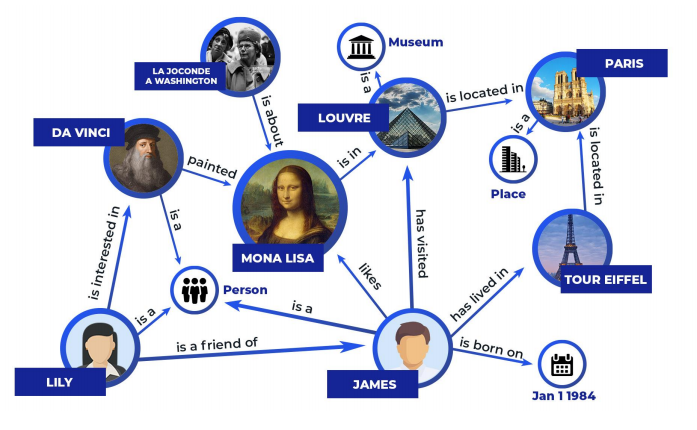 LA JOCONDE
A WASHINGTON
Museum
PARIS
is a
is located in
LOUVRE
is about
DA VINCI
is a
is located in
painted
is in
Place
MONA LISA
is a
has visited
is interested in
TOUR EIFFEL
Person
likes
has lived in
is a
is a
is a friend of
is born on
LILY
JAMES
Jan 1 1984